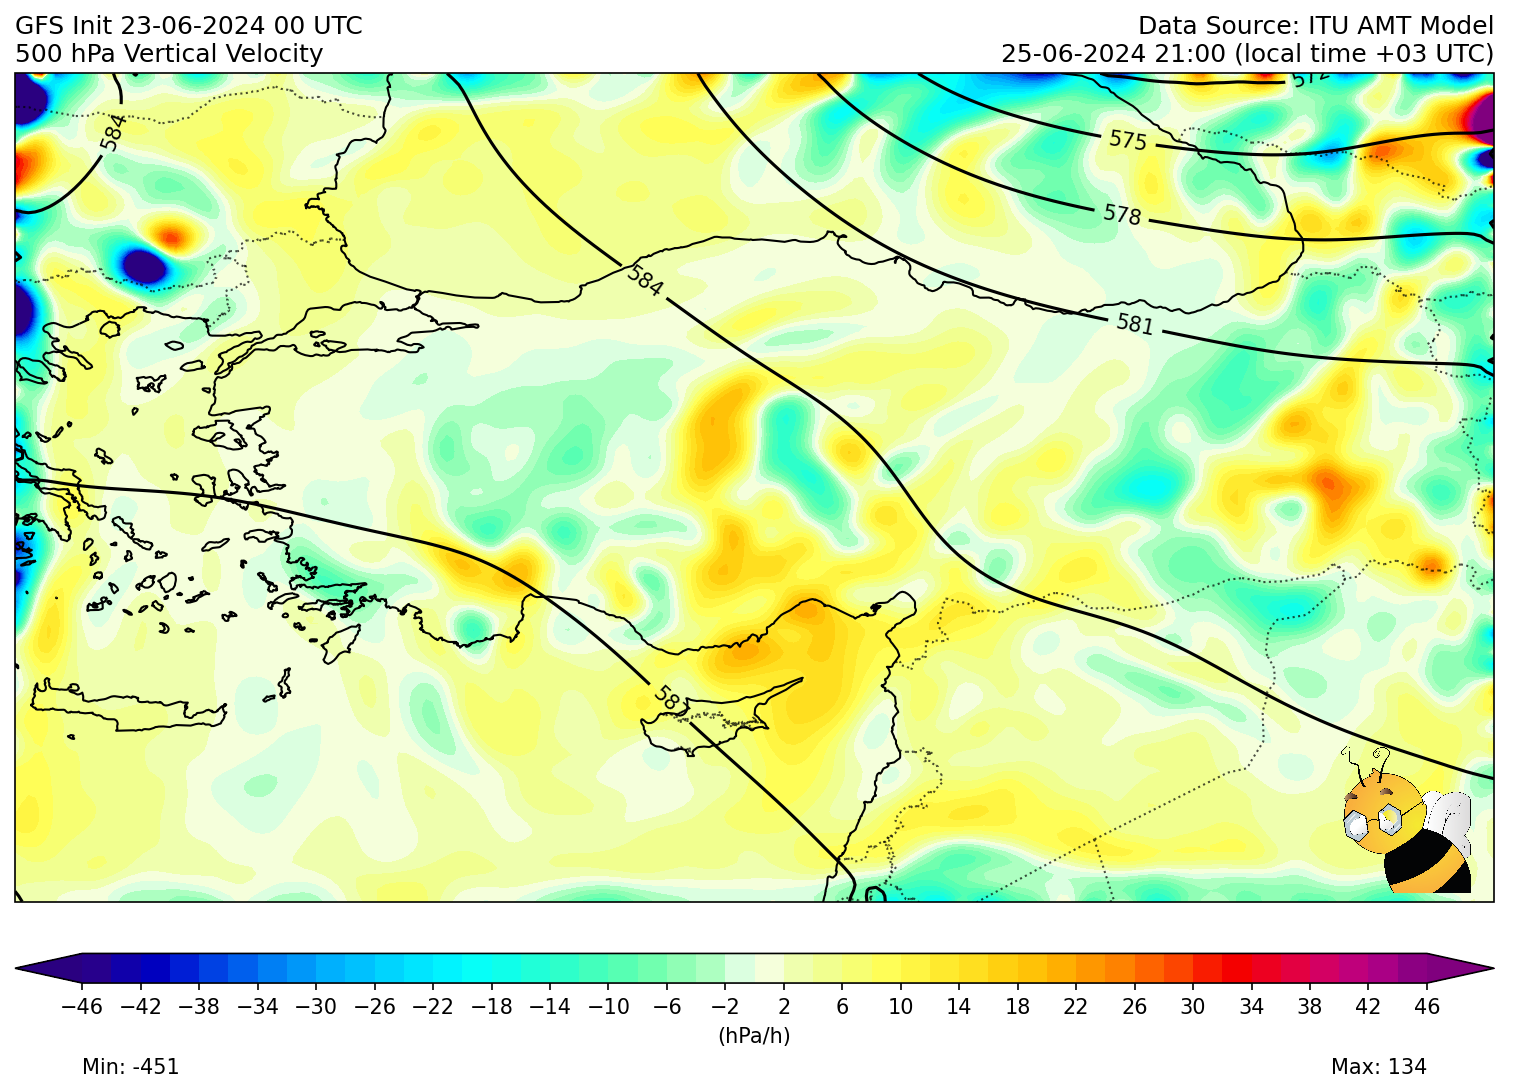 GFS Init 23-06-2024 00 UTC
Data Source: ITU AMT Model
500 hPa Vertical Velocity
25-06-2024 21:00 (local time +03 UTC)
572
584
575
578
584
581
587
−46 −42 −38 −34 −30 −26 −22 −18 −14 −10 −6 −2 2 6 10 14 18 22 26 30 34 38 42 46
(hPa/h)
Min: -451
Max: 134